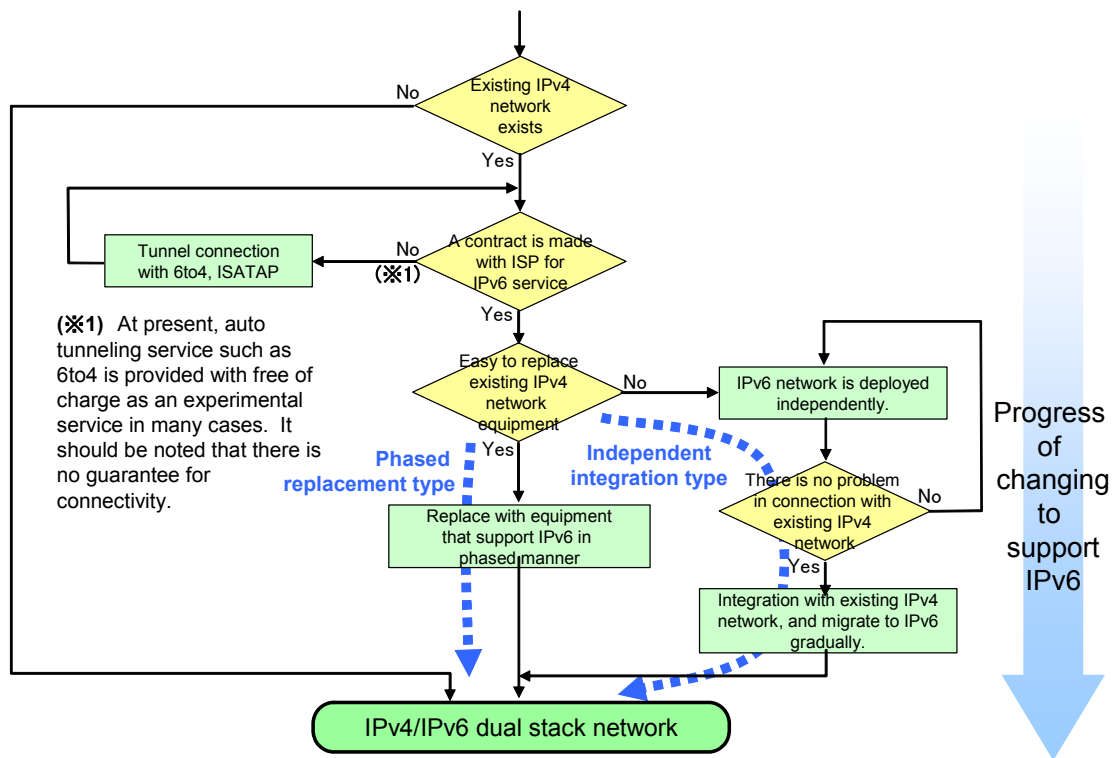 Existing IPv4
network
exists
No
Yes
Tunnel connection
with 6to4, ISATAP
No
(※1)
A contract is made
with ISP for
IPv6 service
Yes
(※1) At present, auto
tunneling service such as
6to4 is provided with free of
charge as an experimental
service in many cases. It
should be noted that there is
no guarantee for
connectivity.
Easy to replace
existing IPv4
network
equipment
No
Yes
IPv6 network is deployed
independently.
Phased
replacement type
Independent
integration type
There is no problem
in connection with
existing IPv4
network
No
Yes
Replace with equipment
that support IPv6 in
phased manner
Integration with existing IPv4
network, and migrate to IPv6
gradually.
Progress
of
changing
to
support
IPv6
IPv4/IPv6 dual stack network